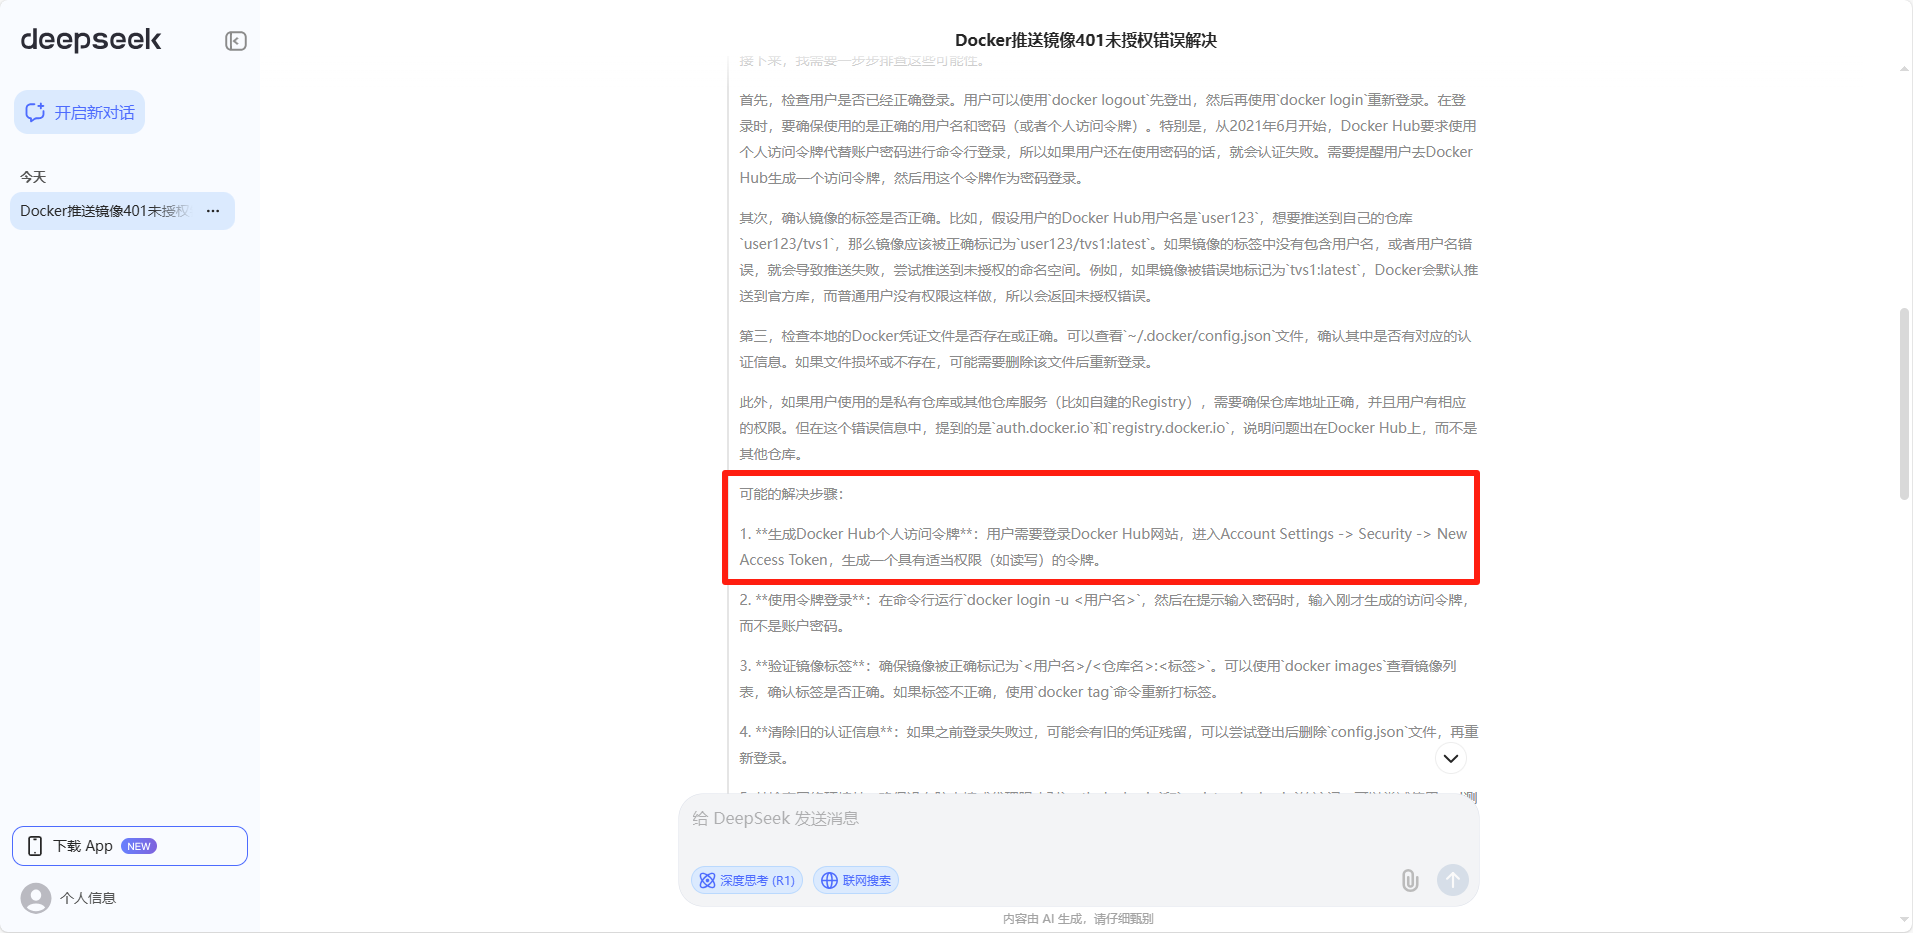 deepseek
开启新对话
今天
Docker推送镜像401未授权
下载 App NEW
个人信息
Docker推送镜像401未授权错误解决
接下来，我需要一步步排查这些可能性。
首先，检查用户是否已经正确登录。用户可以使用`docker logout`先登出，然后再使用`docker login`重新登录。在登
录时，要确保使用的是正确的用户名和密码（或者个人访问令牌）。特别是，从2021年6月开始，Docker Hub要求使用
个人访问令牌代替账户密码进行命令行登录，所以如果用户还在使用密码的话，就会认证失败。需要提醒用户去Docker
Hub生成一个访问令牌，然后用这个令牌作为密码登录。
其次，确认镜像的标签是否正确。比如，假设用户的Docker Hub用户名是`user123`，想要推送到自己的仓库
`user123/tvs1`，那么镜像应该被正确标记为`user123/tvs1:latest`。如果镜像的标签中没有包含用户名，或者用户名错
误，就会导致推送失败，尝试推送到未授权的命名空间。例如，如果镜像被错误地标记为`tvs1:latest`，Docker会默认推
送到官方库，而普通用户没有权限这样做，所以会返回未授权错误。
第三，检查本地的Docker凭证文件是否存在或正确。可以查看`~/.docker/config.json`文件，确认其中是否有对应的认
证信息。如果文件损坏或不存在，可能需要删除该文件后重新登录。
此外，如果用户使用的是私有仓库或其他仓库服务（比如自建的Registry），需要确保仓库地址正确，并且用户有相应
的权限。但在这个错误信息中，提到的是`auth.docker.io`和`registry.docker.io`，说明问题出在Docker Hub上，而不是
其他仓库。
可能的解决步骤：
1. **生成Docker Hub个人访问令牌**：用户需要登录Docker Hub网站，进入Account Settings -> Security -> New
Access Token，生成一个具有适当权限（如读写）的令牌。
2. **使用令牌登录**：在命令行运行`docker login -u <用户名>`，然后在提示输入密码时，输入刚才生成的访问令牌，
而不是账户密码。
3. **验证镜像标签**：确保镜像被正确标记为`<用户名>/<仓库名>:<标签>`。可以使用`docker images`查看镜像列
表，确认标签是否正确。如果标签不正确，使用`docker tag`命令重新打标签。
4. **清除旧的认证信息**：如果之前登录失败过，可能会有旧的凭证残留，可以尝试登出后删除`config.json`文件，再重
新登录。
给 DeepSeek 发送消息
深度思考 (R1)
联网搜索
内容由 AI 生成，请仔细甄别